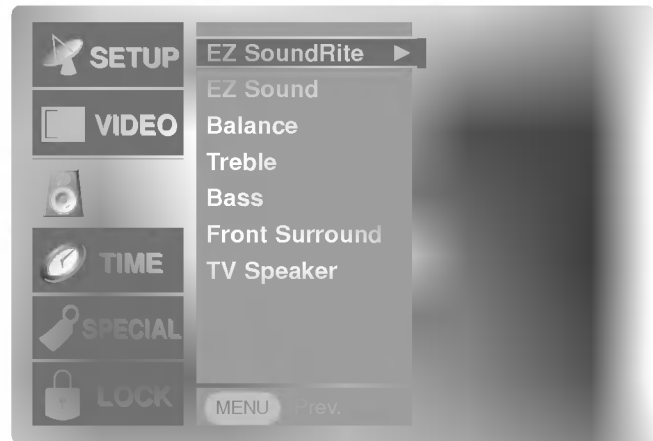 SETUP
VIDEO
TIME
SPECIAL
LOCK
EZ SoundRite
EZ Sound
Balance
Treble
Bass
Front Surround
TV Speaker
MENU Prev.